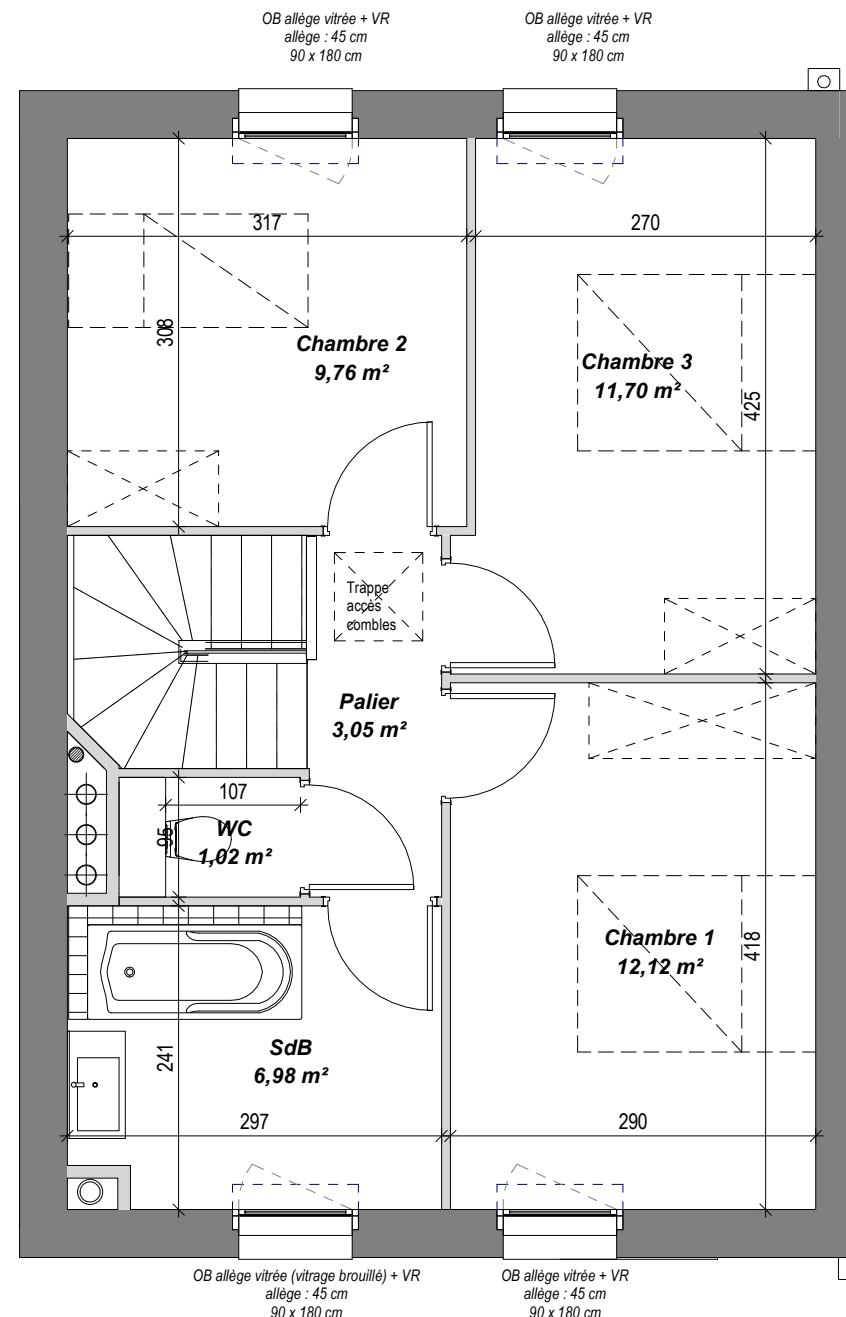 OB allège vitrée + VR
allège : 45 cm
90 x 180 cm
OB allège vitrée + VR
allège : 45 cm
90 x 180 cm
317
270
308
Chambre 2
9,76 m²
Chambre 3
11,70 m²
425
Trappe
accès
combles
Palier
3,05 m²
107
95
WC
1,02 m²
Chambre 1
12,12 m²
418
SdB
6,98 m²
241
297
290
OB allège vitrée (vitrage brouillé) + VR
allège : 45 cm
90 x 180 cm
OB allège vitrée + VR
allège : 45 cm
90 x 180 cm